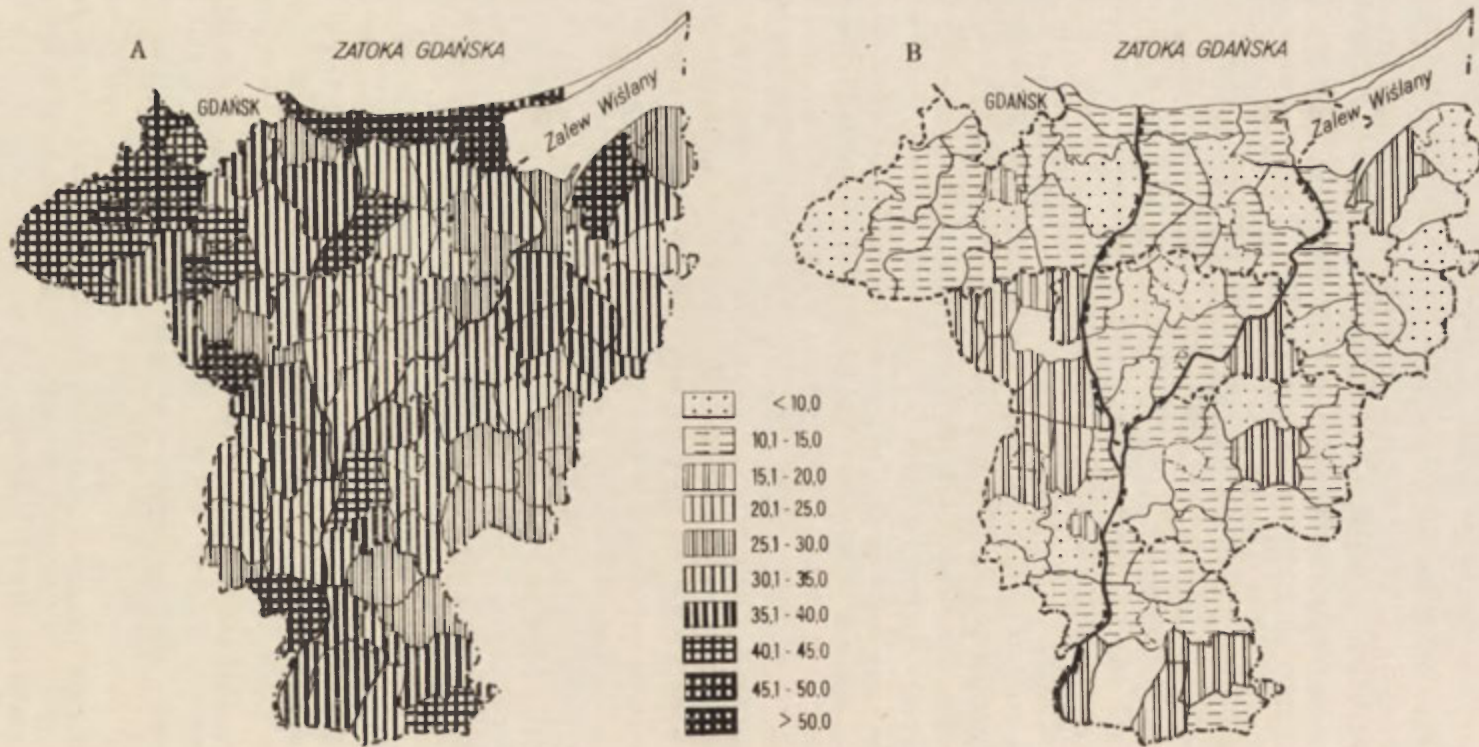 A
ZATOKA GDAŃSKA
GDAŃSK
Zalew Wiślany
B
ZATOKA GDAŃSKA
GDAŃSK
Zalew Wiślany
< 10,0
10,1 - 15,0
15,1 - 20,0
20,1 - 25,0
25,1 - 30,0
30,1 - 35,0
35,1 - 40,0
40,1 - 45,0
45,1 - 50,0
> 50,0